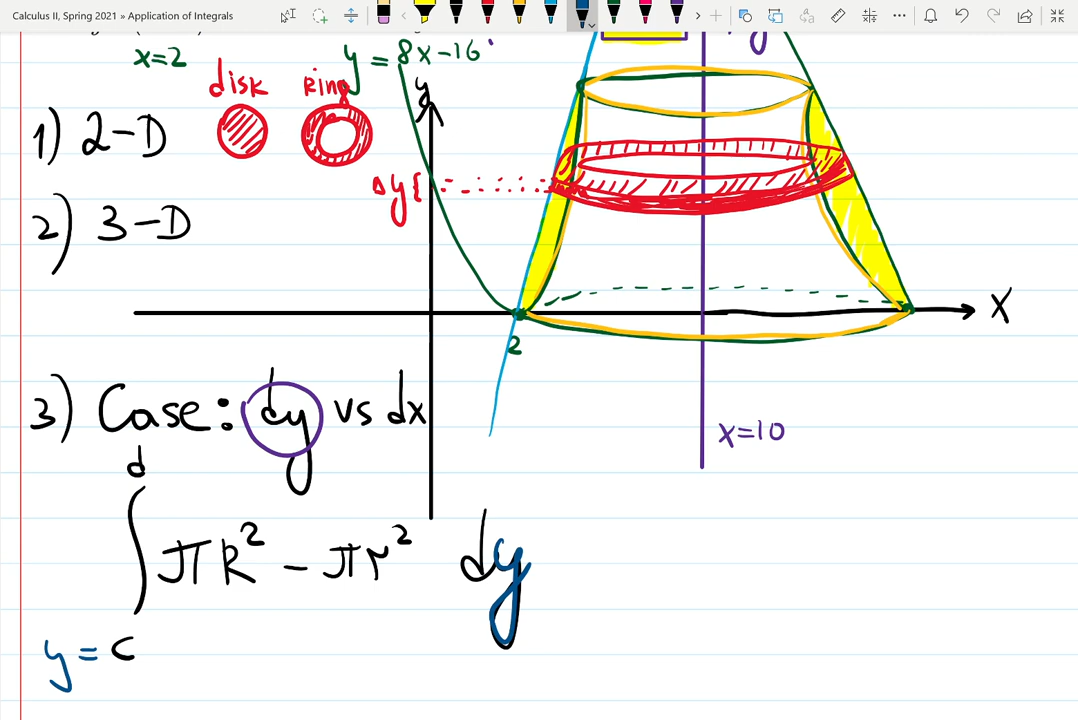 Calculus II, Spring 2021 » Application of Integrals
x=2
y = 8x-16
disk
Ring
y
1) 2-D
Δy
2) 3-D
X
2
3) Case: dy vs dx
x=10
d
∫ πR² - πr² dy
y = c